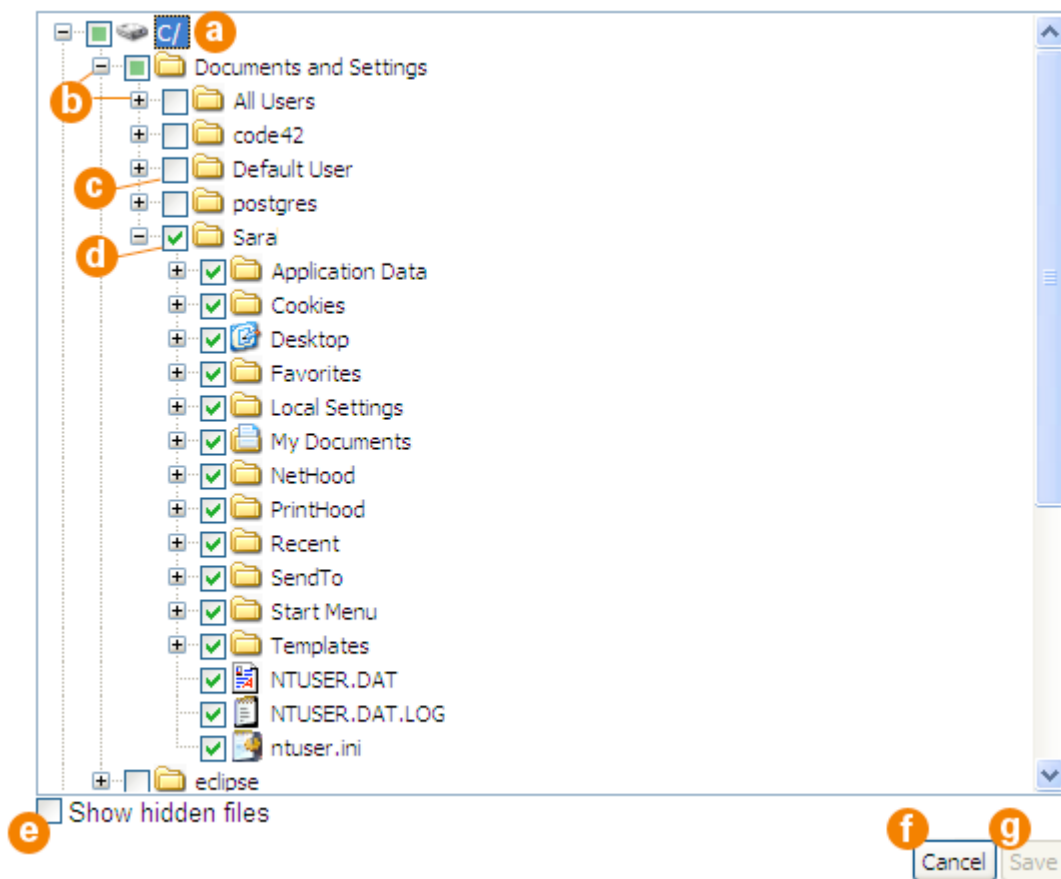 C/ a
Documents and Settings
b
All Users
code42
Default User
c
postgres
Sara
d
Application Data
Cookies
Desktop
Favorites
Local Settings
My Documents
NetHood
PrintHood
Recent
SendTo
Start Menu
Templates
NTUSER.DAT
NTUSER.DAT.LOG
ntuser.ini
eclipse
Show hidden files
e
f g
Cancel Save